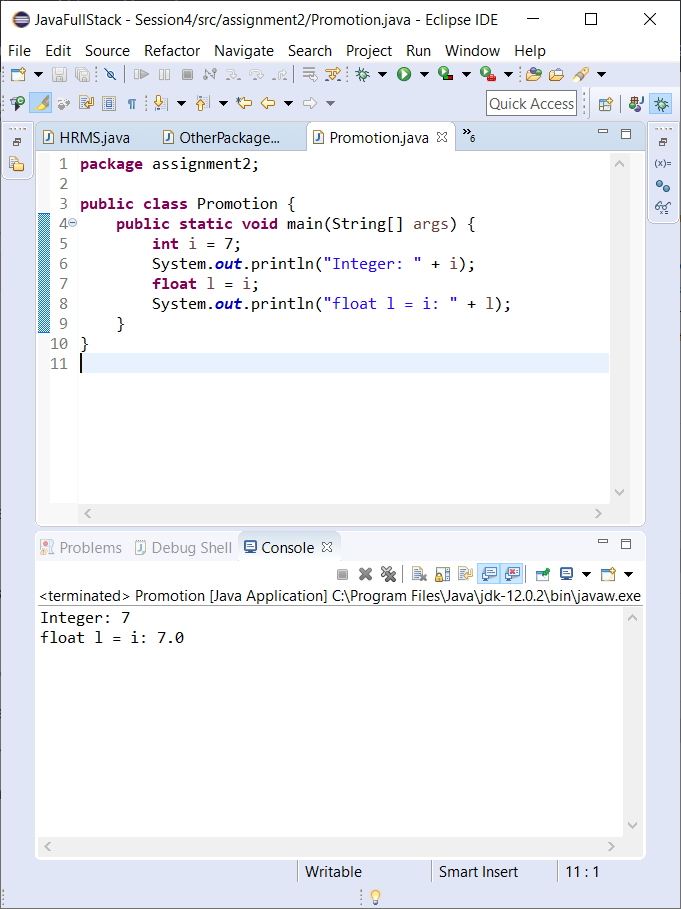 JavaFullStack - Session4/src/assignment2/Promotion.java - Eclipse IDE
File Edit Source Refactor Navigate Search Project Run Window Help
Quick Access
HRMS.java OtherPackage... Promotion.java »6
1 package assignment2;
2
3 public class Promotion {
4 public static void main(String[] args) {
5 int i = 7;
6 System.out.println("Integer: " + i);
7 float l = i;
8 System.out.println("float l = i: " + l);
9 }
10 }
11
(x)=
Problems Debug Shell Console
<terminated> Promotion [Java Application] C:\Program Files\Java\jdk-12.0.2\bin\javaw.exe
Integer: 7
float l = i: 7.0
Writable Smart Insert 11 : 1